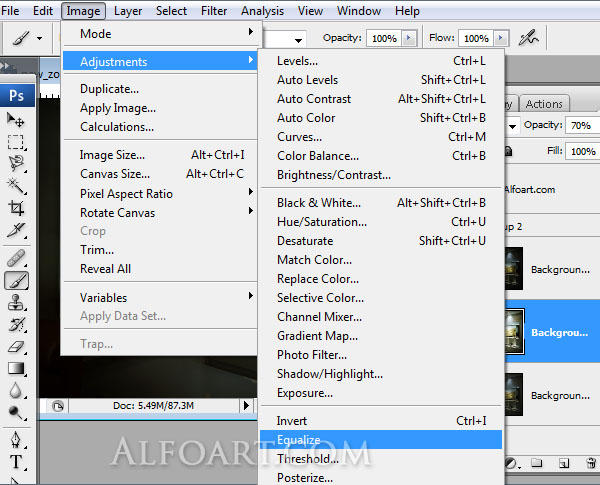 File Edit Image Layer Select Filter Analysis View Window Help
Opacity: 100% Flow: 100%
Mode
Adjustments
Duplicate...
Apply Image...
Calculations...
Image Size... Alt+Ctrl+I
Canvas Size... Alt+Ctrl+C
Pixel Aspect Ratio
Rotate Canvas
Crop
Trim...
Reveal All
Variables
Apply Data Set...
Trap...
Levels... Ctrl+L
Auto Levels Shift+Ctrl+L
Auto Contrast Alt+Shift+Ctrl+L
Auto Color Shift+Ctrl+B
Curves... Ctrl+M
Color Balance... Ctrl+B
Brightness/Contrast...
Black & White... Alt+Shift+Ctrl+B
Hue/Saturation... Ctrl+U
Desaturate Shift+Ctrl+U
Match Color...
Replace Color...
Selective Color...
Channel Mixer...
Gradient Map...
Photo Filter...
Shadow/Highlight...
Exposure...
Invert Ctrl+I
Equalize
Threshold...
Posterize...
Ps
T
Doc: 5.49M/87.3M
Actions
Opacity: 70%
Fill: 100%
Alfoart.com
up 2
Backgroun...
Backgrou...
Backgroun...
ALFOART.COM